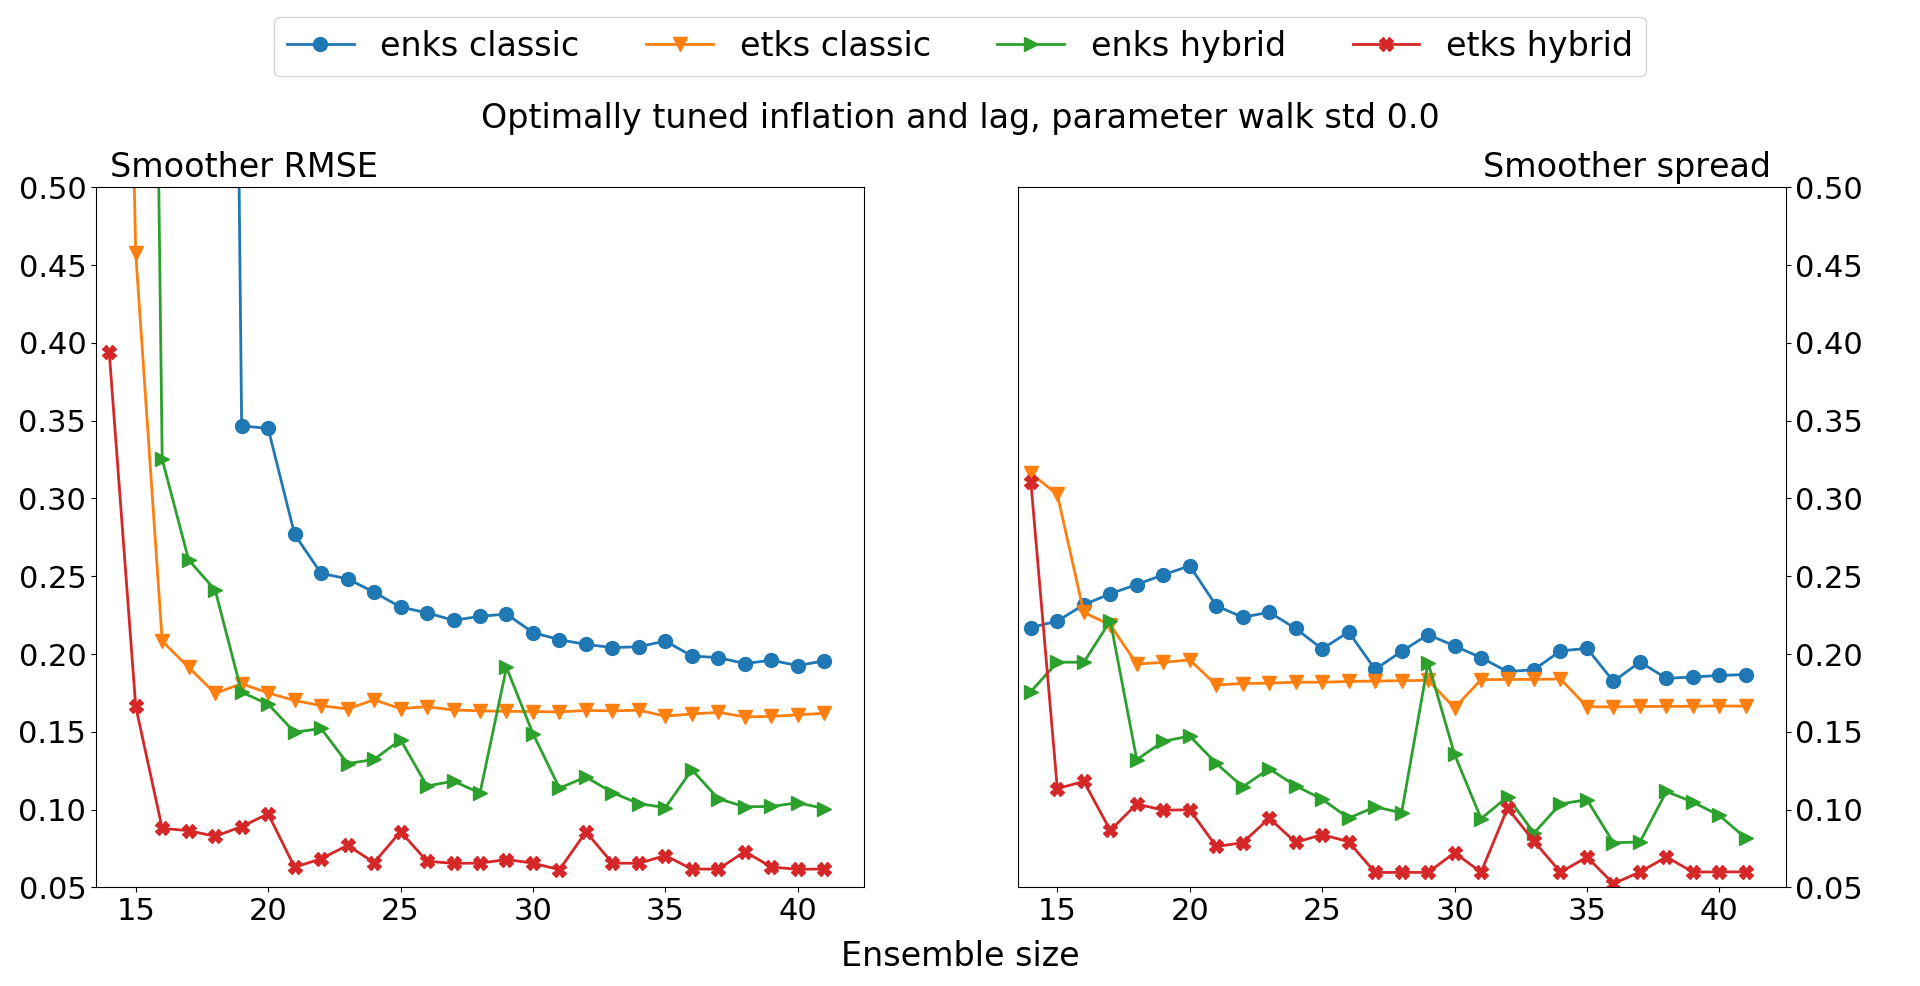 enks classic etks classic enks hybrid etks hybrid
Optimally tuned inflation and lag, parameter walk std 0.0
Smoother RMSE
0.50
0.45
0.40
0.35
0.30
0.25
0.20
0.15
0.10
0.05
15 20 25 30 35 40
Smoother spread
0.50
0.45
0.40
0.35
0.30
0.25
0.20
0.15
0.10
0.05
15 20 25 30 35 40
Ensemble size